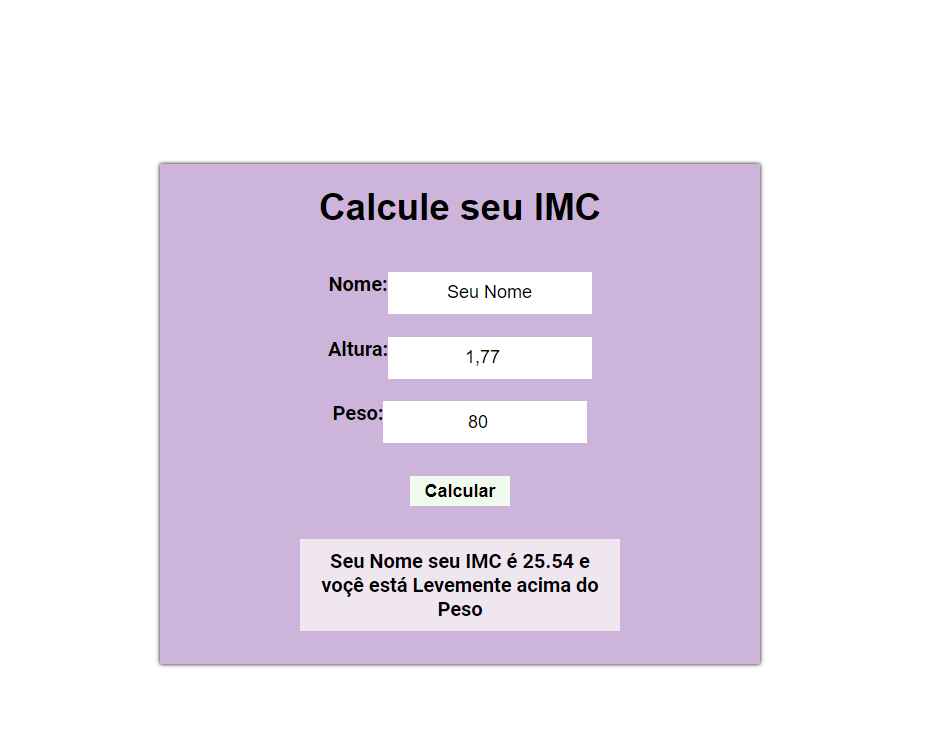 Calcule seu IMC
Nome: Seu Nome
Altura: 1,77
Peso: 80
Calcular
Seu Nome seu IMC é 25.54 e
voçê está Levemente acima do
Peso